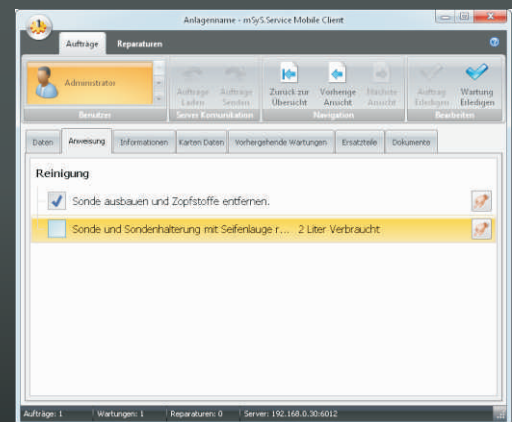 Anlagenname - mSyS.Service Mobile Client
Aufträge Reparaturen
Administrator
Aufträge Laden
Aufträge Senden
Zurück zur Übersicht
Vorherige Ansicht
Nächste Ansicht
Auftrag Erledigen
Wartung Erledigen
Benutzer Server Komunikation Navigation Bearbeiten
Daten Anweisung Informationen Karten Daten Vorhergehende Wartungen Ersatzteile Dokumente
Reinigung
Sonde ausbauen und Zopfstoffe entfernen.
Sonde und Sondenhalterung mit Seifenlauge r... 2 Liter Verbraucht
Aufträge: 1 Wartungen: 1 Reparaturen: 0 Server: 192.168.0.30:6012